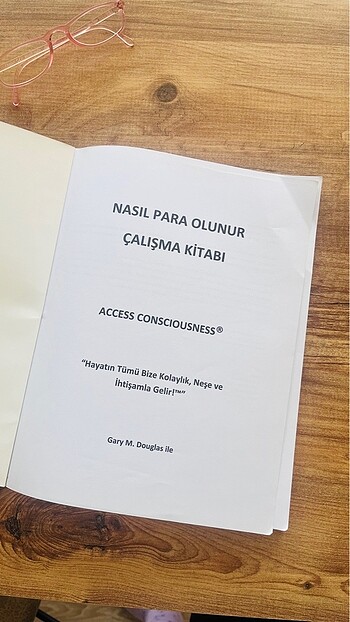 NASIL PARA OLUNUR
ÇALIŞMA KİTABI
ACCESS CONSCIOUSNESS®
“Hayatın Tümü Bize Kolaylık, Neşe ve
İhtişamla Gelir!™”
Gary M. Douglas ile